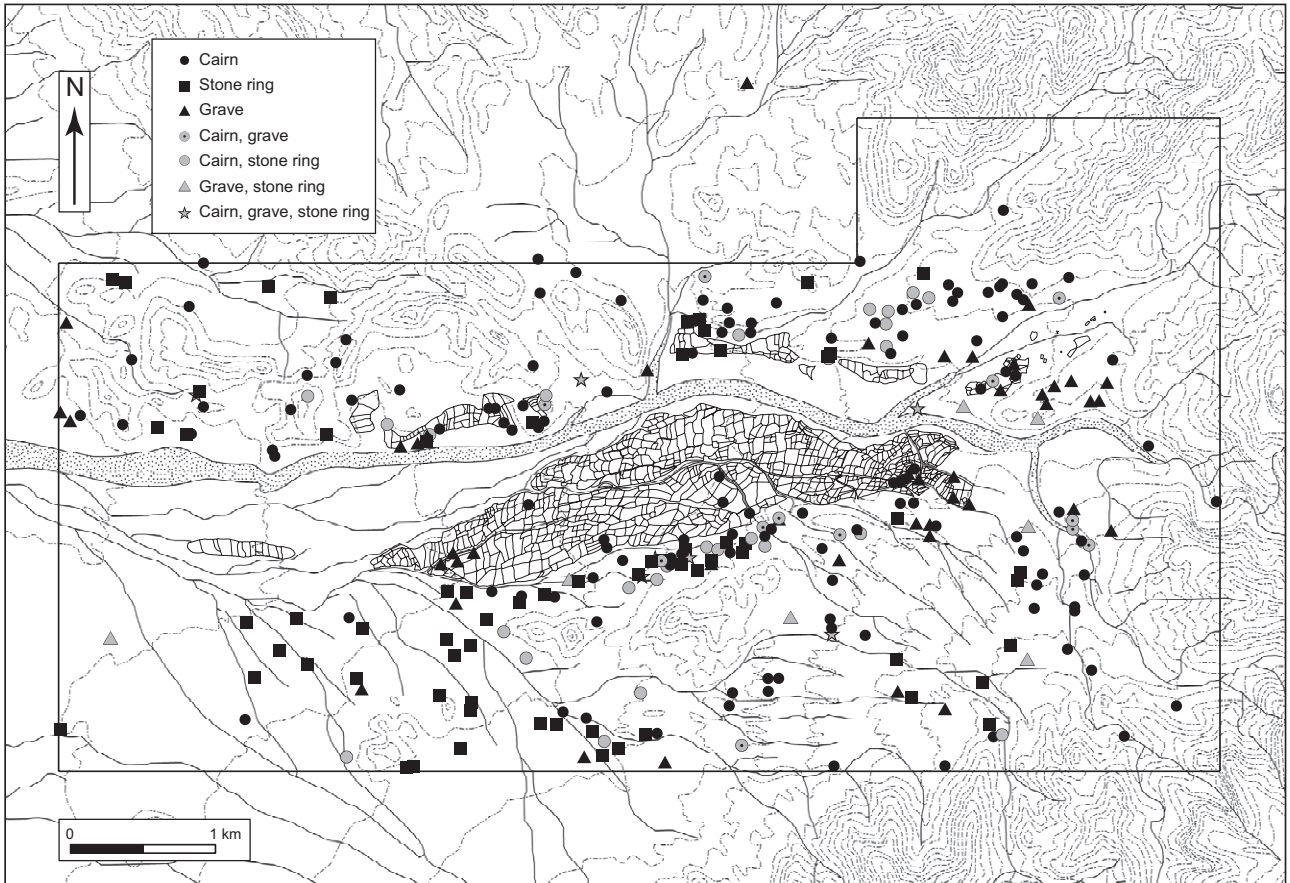 N
Cairn
Stone ring
Grave
Cairn, grave
Cairn, stone ring
Grave, stone ring
Cairn, grave, stone ring
0 1 km